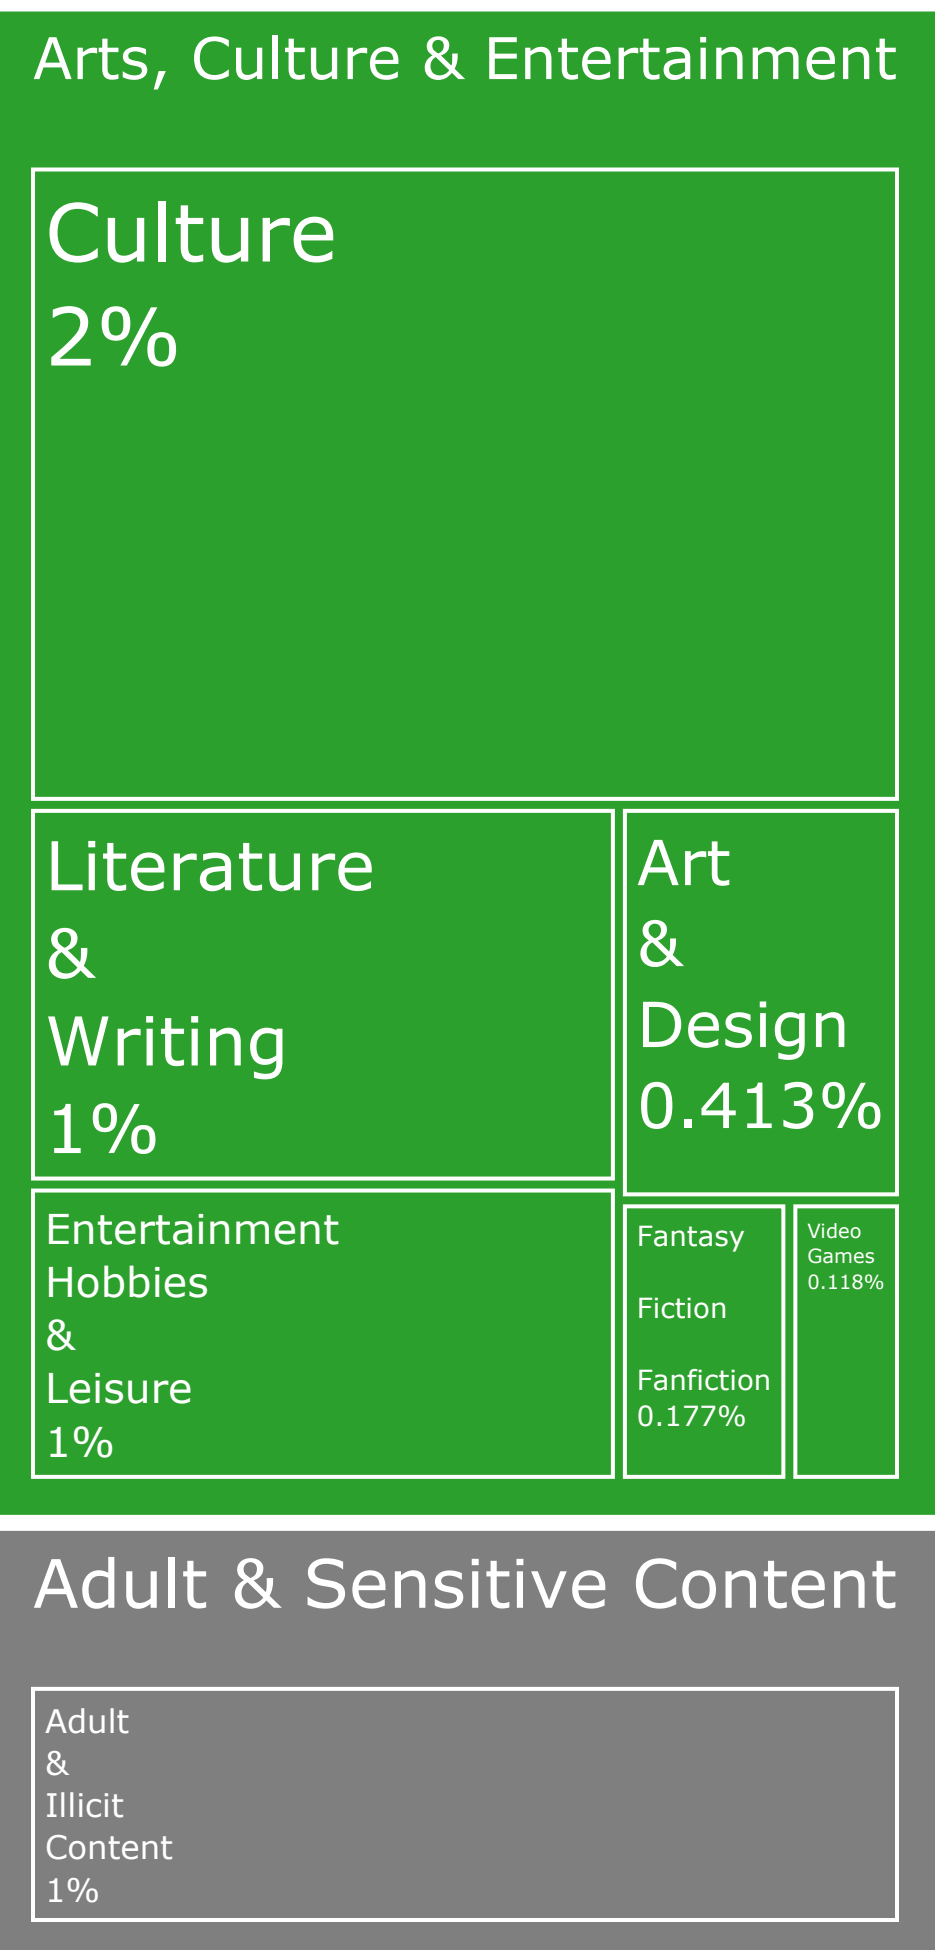 Arts, Culture & Entertainment
Culture
2%
Literature
&
Writing
1%
Art
&
Design
0.413%
Entertainment
Hobbies
&
Leisure
1%
Fantasy
Fiction
Fanfiction
0.177%
Video
Games
0.118%
Adult & Sensitive Content
Adult
&
Illicit
Content
1%